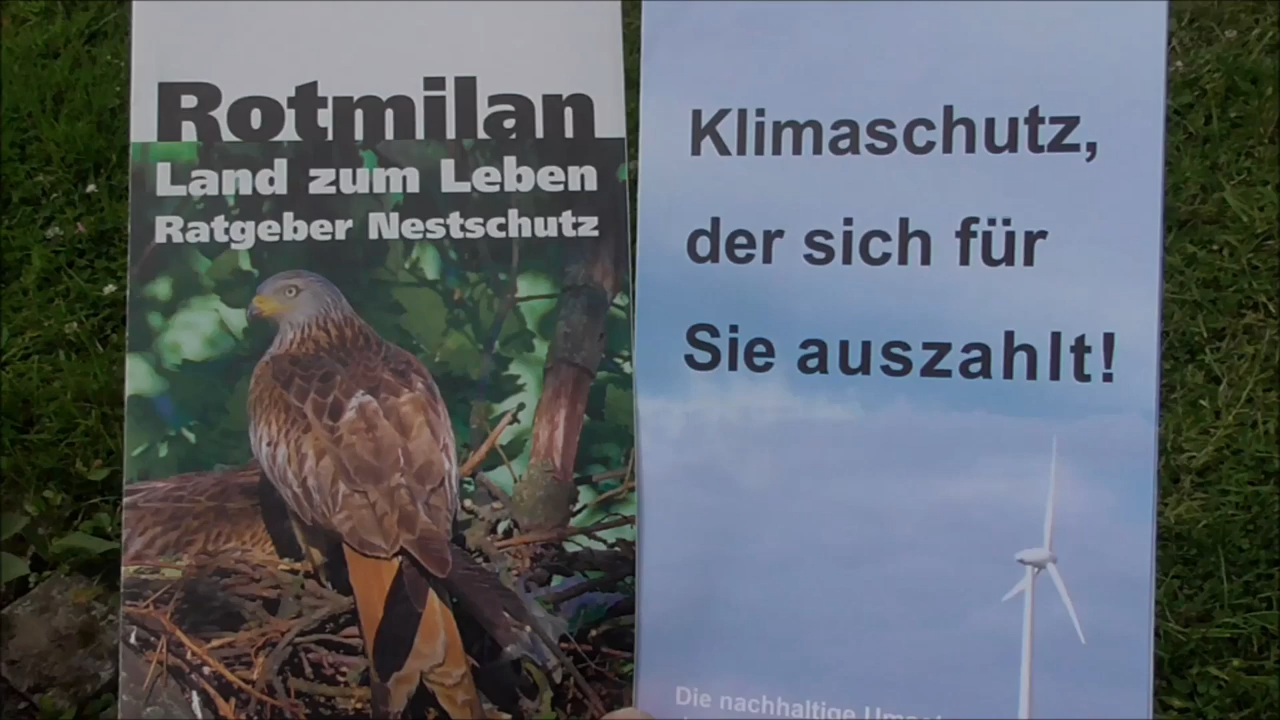 Rotmilan
Land zum Leben
Ratgeber Nestschutz
Klimaschutz,
der sich für
Sie auszahlt!
Die nachhaltige